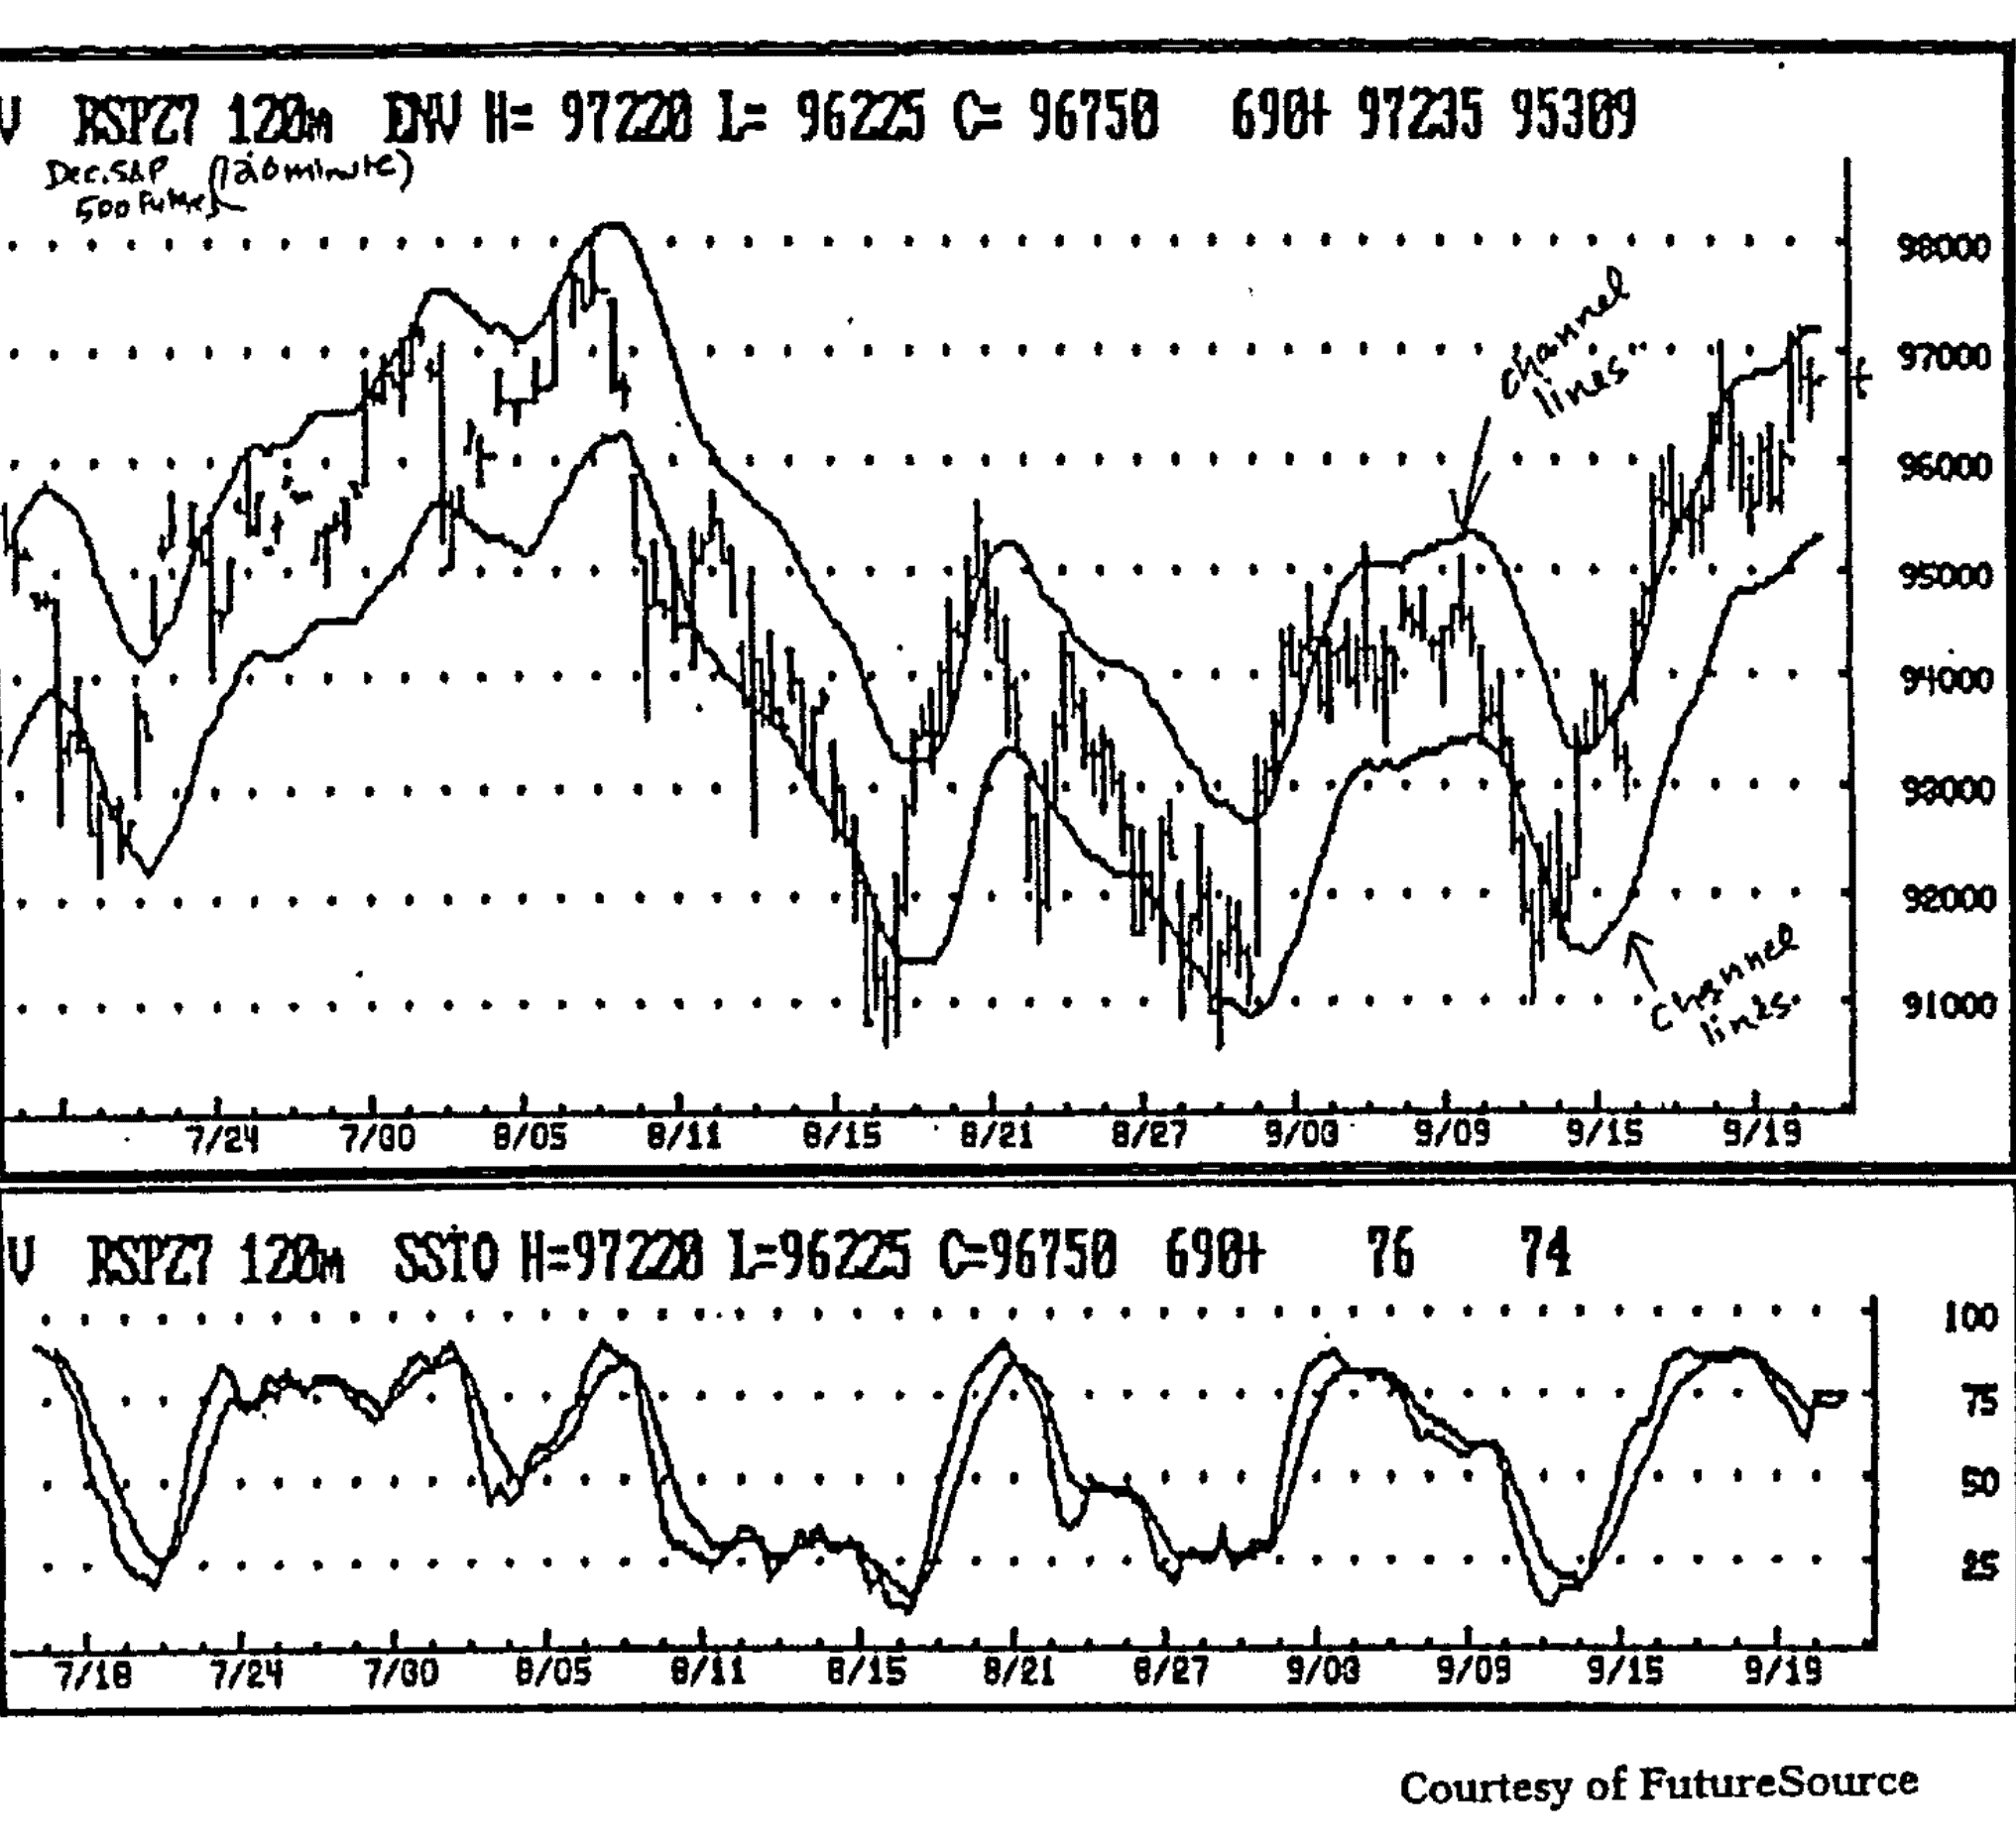 V RSPZ7 120m ENV H= 97220 L= 96225 C= 96750 690+ 97235 95309
Dec. S&P (120 minute)
500 Futures
98000
channel
lines
97000
96000
95000
94000
93000
92000
channel
lines
91000
7/24 7/30 8/05 8/11 8/15 8/21 8/27 9/03 9/09 9/15 9/19
V RSPZ7 120m SSTO H=97220 L=96225 C=96750 690+ 76 74
100
75
50
25
7/18 7/24 7/30 8/05 8/11 8/15 8/21 8/27 9/03 9/09 9/15 9/19
Courtesy of FutureSource